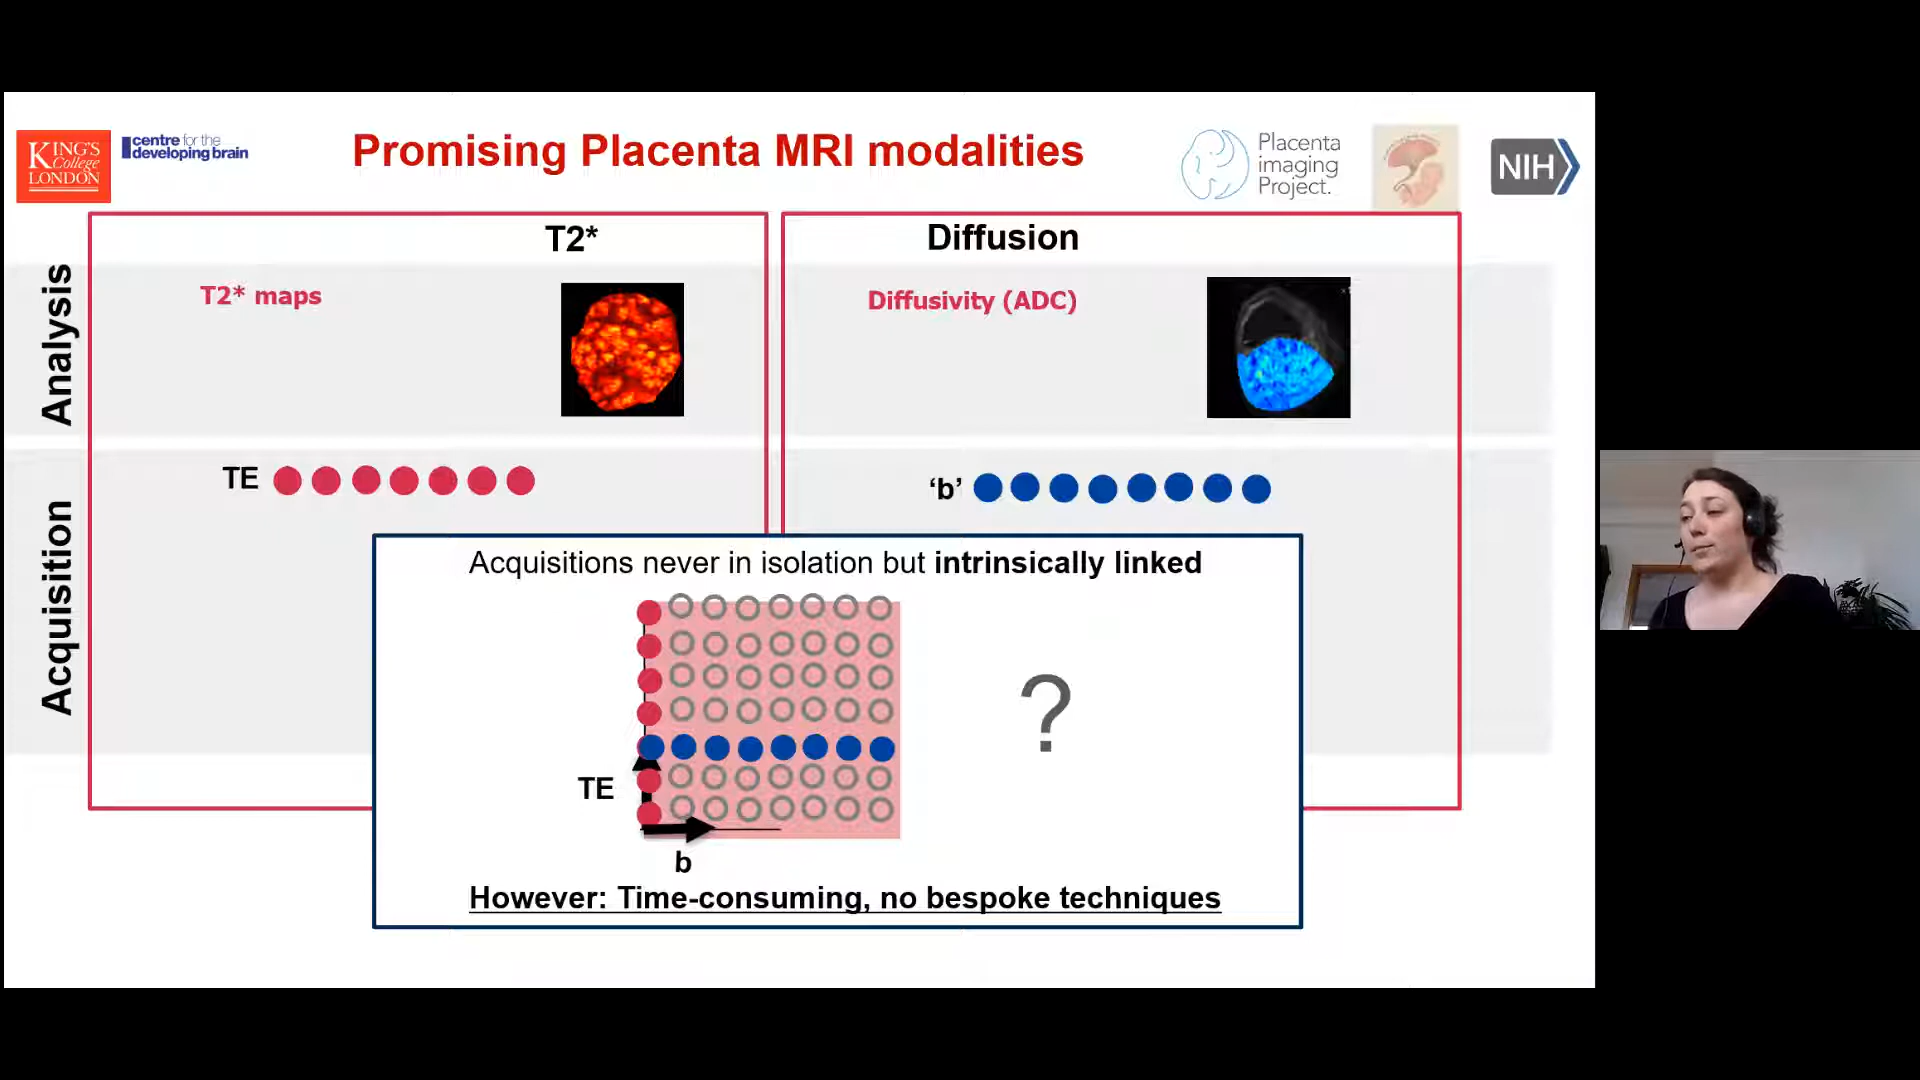 KING'S
College
LONDON
centre for the
developing brain
Promising Placenta MRI modalities
Placenta
imaging
Project.
NIH
T2*
Diffusion
Analysis
T2* maps
Diffusivity (ADC)
Acquisition
TE
‘b’
Acquisitions never in isolation but intrinsically linked
?
TE
b
However: Time-consuming, no bespoke techniques